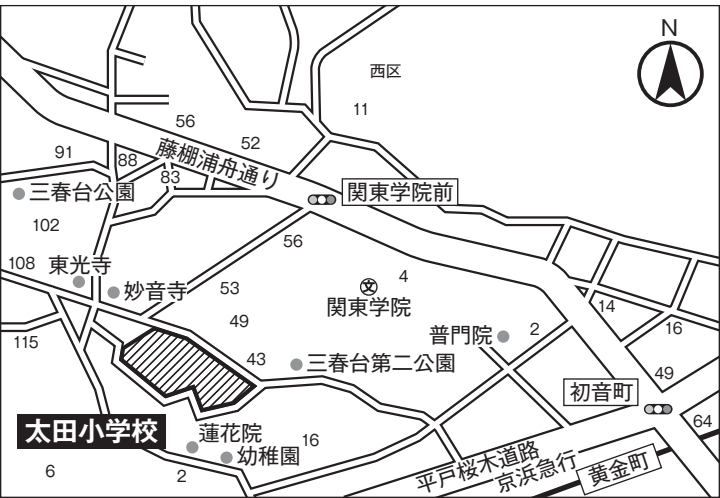 N
西区
11
56
52
藤棚浦舟通り
91
88
83
三春台公園
関東学院前
102
56
108
東光寺
妙音寺
53
4
文
関東学院
49
普門院
2
14
16
115
43
三春台第二公園
49
初音町
64
太田小学校
蓮花院
16
幼稚園
平戸桜木道路
京浜急行
黄金町
6
2